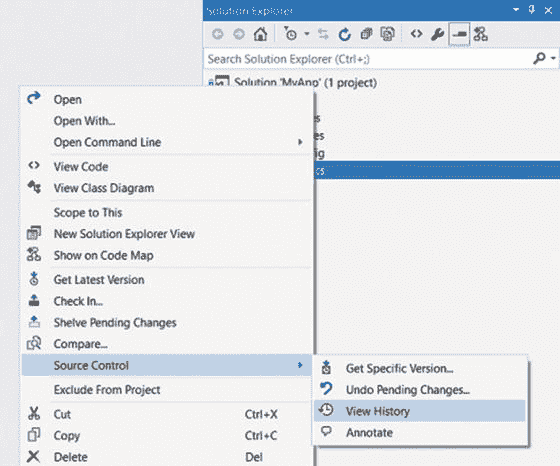 Solution Explorer
Search Solution Explorer (Ctrl+;)
Solution 'MyApp' (1 project)
s
es
ig
cs
Open
Open With...
Open Command Line
View Code
View Class Diagram
Scope to This
New Solution Explorer View
Show on Code Map
Get Latest Version
Check In...
Shelve Pending Changes
Compare...
Source Control
Exclude From Project
Cut Ctrl+X
Copy Ctrl+C
Delete Del
Get Specific Version...
Undo Pending Changes...
View History
Annotate